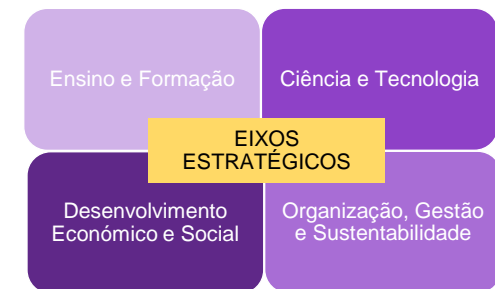 Ensino e Formação
Ciência e Tecnologia
EIXOS
ESTRATÉGICOS
Desenvolvimento
Económico e Social
Organização, Gestão
e Sustentabilidade